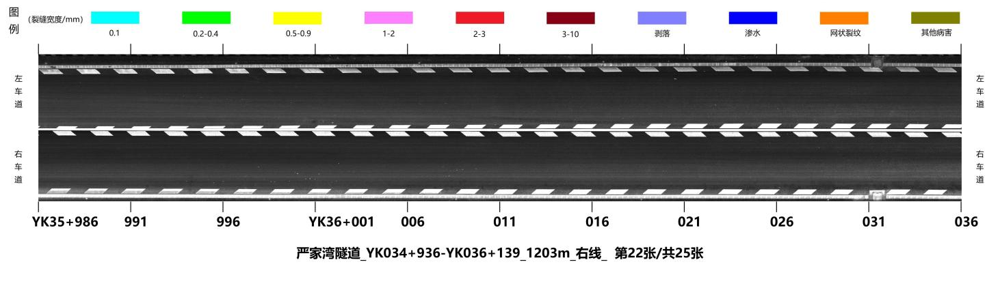 图例 (裂缝宽度/mm)
0.1 0.2-0.4 0.5-0.9 1-2 2-3 3-10 剥落 渗水 网状裂纹 其他病害
左车道 左车道
右车道 右车道
YK35+986 991 996 YK36+001 006 011 016 021 026 031 036
严家湾隧道_YK034+936-YK036+139_1203m_右线_ 第22张/共25张